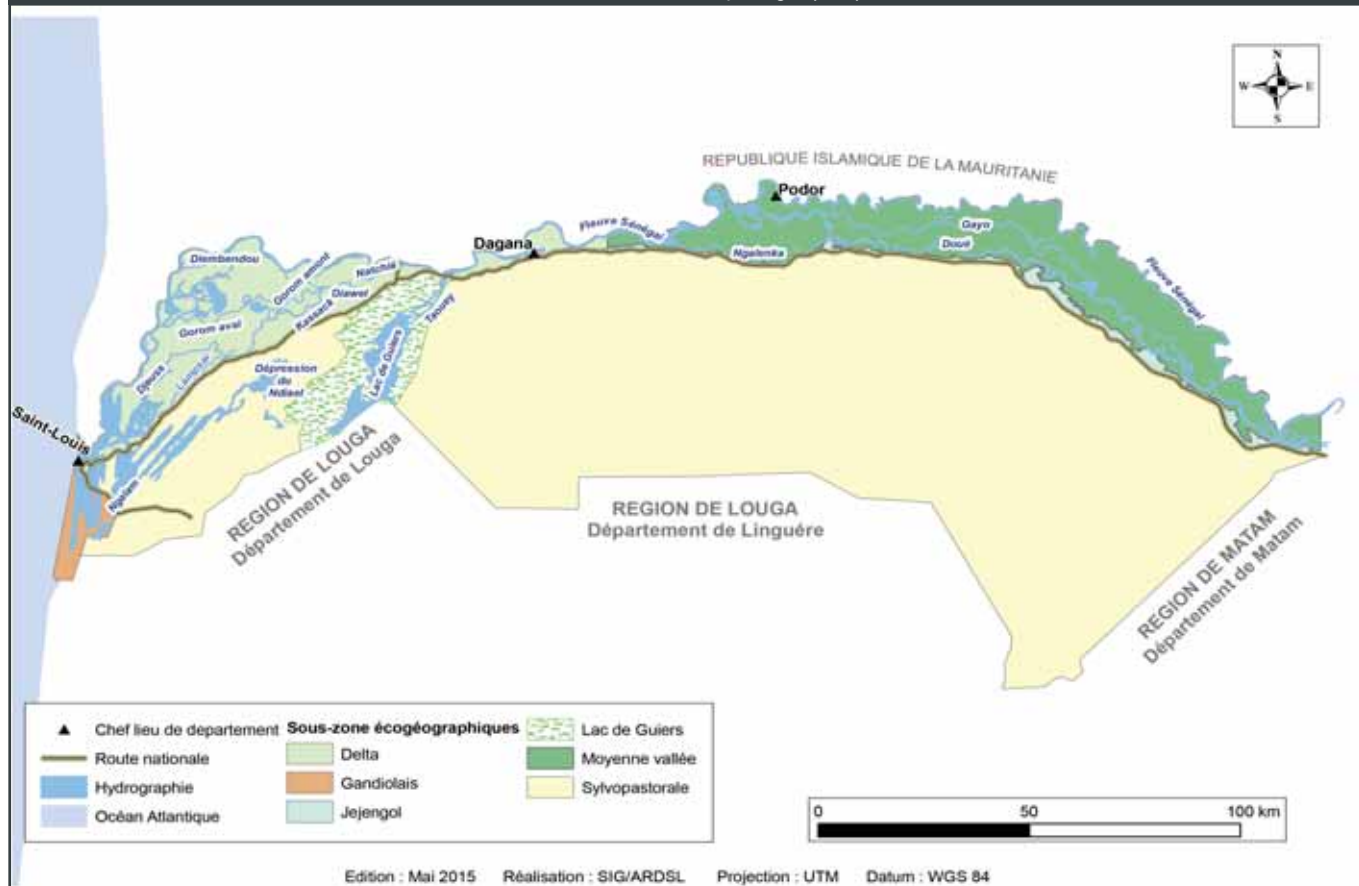 N
W
E
S
RÉPUBLIQUE ISLAMIQUE DE LA MAURITANIE
Podor
Fleuve Sénégal
Gayo
Doué
Dagana
Ngalenka
Fleuve Sénégal
Diembendou
Gorom amont
Natchié
Diawel
Kassack
Gorom aval
Taouey
Djeuss
Lampsar
Lac de Guiers
Dépression
du
Ndiael
Saint-Louis
Ngalam
REGION DE LOUGA
Département de Louga
REGION DE LOUGA
Département de Linguére
REGION DE MATAM
Département de Matam
Chef lieu de departement
Route nationale
Hydrographie
Océan Atlantique
Sous-zone écogéographiques
Delta
Gandiolais
Jejengol
Lac de Guiers
Moyenne vallée
Sylvopastorale
0 50 100 km
Edition : Mai 2015 Réalisation : SIG/ARDSL Projection : UTM Datum : WGS 84